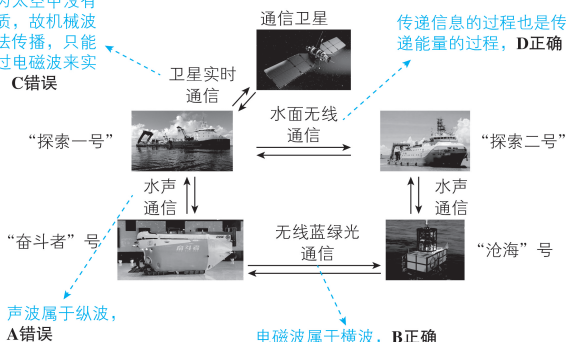 为太空中没有
质，故机械波
法传播，只能
过电磁波来实
C错误
通信卫星
传递信息的过程也是传
递能量的过程，D正确
卫星实时
通信
水面无线
通信
“探索一号”
“探索二号”
水声
通信
水声
通信
“奋斗者”号
奋斗者
无线蓝绿光
通信
“沧海”号
声波属于纵波，
A错误
电磁波属于横波，B正确